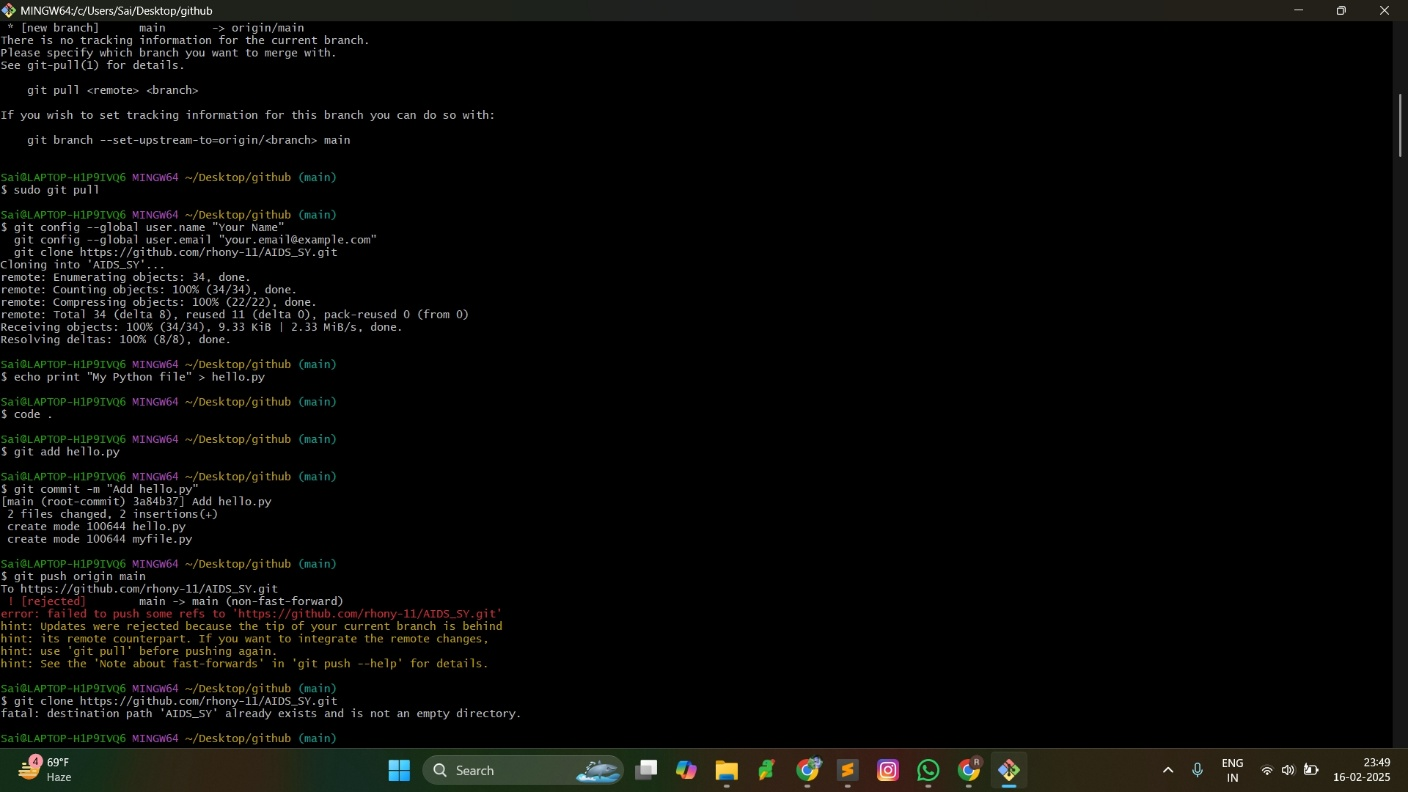 MINGW64:/c/Users/Sai/Desktop/github
 * [new branch]      main       -> origin/main
There is no tracking information for the current branch.
Please specify which branch you want to merge with.
See git-pull(1) for details.
    git pull <remote> <branch>
If you wish to set tracking information for this branch you can do so with:
    git branch --set-upstream-to=origin/<branch> main
Sai@LAPTOP-H1P9IVQ6 MINGW64 ~/Desktop/github (main)
$ sudo git pull
Sai@LAPTOP-H1P9IVQ6 MINGW64 ~/Desktop/github (main)
$ git config --global user.name "Your Name"
  git config --global user.email "your.email@example.com"
  git clone https://github.com/rhony-11/AIDS_SY.git
Cloning into 'AIDS_SY'...
remote: Enumerating objects: 34, done.
remote: Counting objects: 100% (34/34), done.
remote: Compressing objects: 100% (22/22), done.
remote: Total 34 (delta 8), reused 11 (delta 0), pack-reused 0 (from 0)
Receiving objects: 100% (34/34), 9.33 KiB | 2.33 MiB/s, done.
Resolving deltas: 100% (8/8), done.
Sai@LAPTOP-H1P9IVQ6 MINGW64 ~/Desktop/github (main)
$ echo print "My Python file" > hello.py
Sai@LAPTOP-H1P9IVQ6 MINGW64 ~/Desktop/github (main)
$ code .
Sai@LAPTOP-H1P9IVQ6 MINGW64 ~/Desktop/github (main)
$ git add hello.py
Sai@LAPTOP-H1P9IVQ6 MINGW64 ~/Desktop/github (main)
$ git commit -m "Add hello.py"
[main (root-commit) 3a84b37] Add hello.py
 2 files changed, 2 insertions(+)
 create mode 100644 hello.py
 create mode 100644 myfile.py
Sai@LAPTOP-H1P9IVQ6 MINGW64 ~/Desktop/github (main)
$ git push origin main
To https://github.com/rhony-11/AIDS_SY.git
 ! [rejected]        main -> main (non-fast-forward)
error: failed to push some refs to 'https://github.com/rhony-11/AIDS_SY.git'
hint: Updates were rejected because the tip of your current branch is behind
hint: its remote counterpart. If you want to integrate the remote changes,
hint: use 'git pull' before pushing again.
hint: See the 'Note about fast-forwards' in 'git push --help' for details.
Sai@LAPTOP-H1P9IVQ6 MINGW64 ~/Desktop/github (main)
$ git clone https://github.com/rhony-11/AIDS_SY.git
fatal: destination path 'AIDS_SY' already exists and is not an empty directory.
Sai@LAPTOP-H1P9IVQ6 MINGW64 ~/Desktop/github (main)
4
69°F
Haze
Search
R
ENG
IN
23:49
16-02-2025